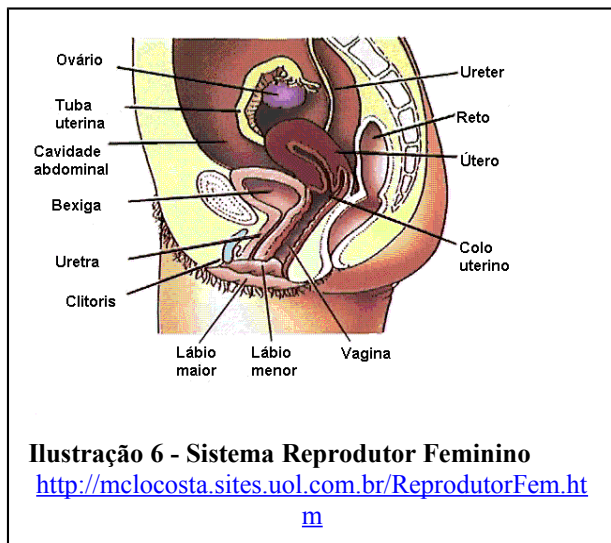 Ovário
Ureter
Tuba
uterina
Reto
Cavidade
abdominal
Útero
Bexiga
Colo
uterino
Uretra
Clitoris
Lábio
maior
Lábio
menor
Vagina
Ilustração 6 - Sistema Reprodutor Feminino
http://mclocosta.sites.uol.com.br/ReprodutorFem.ht
m